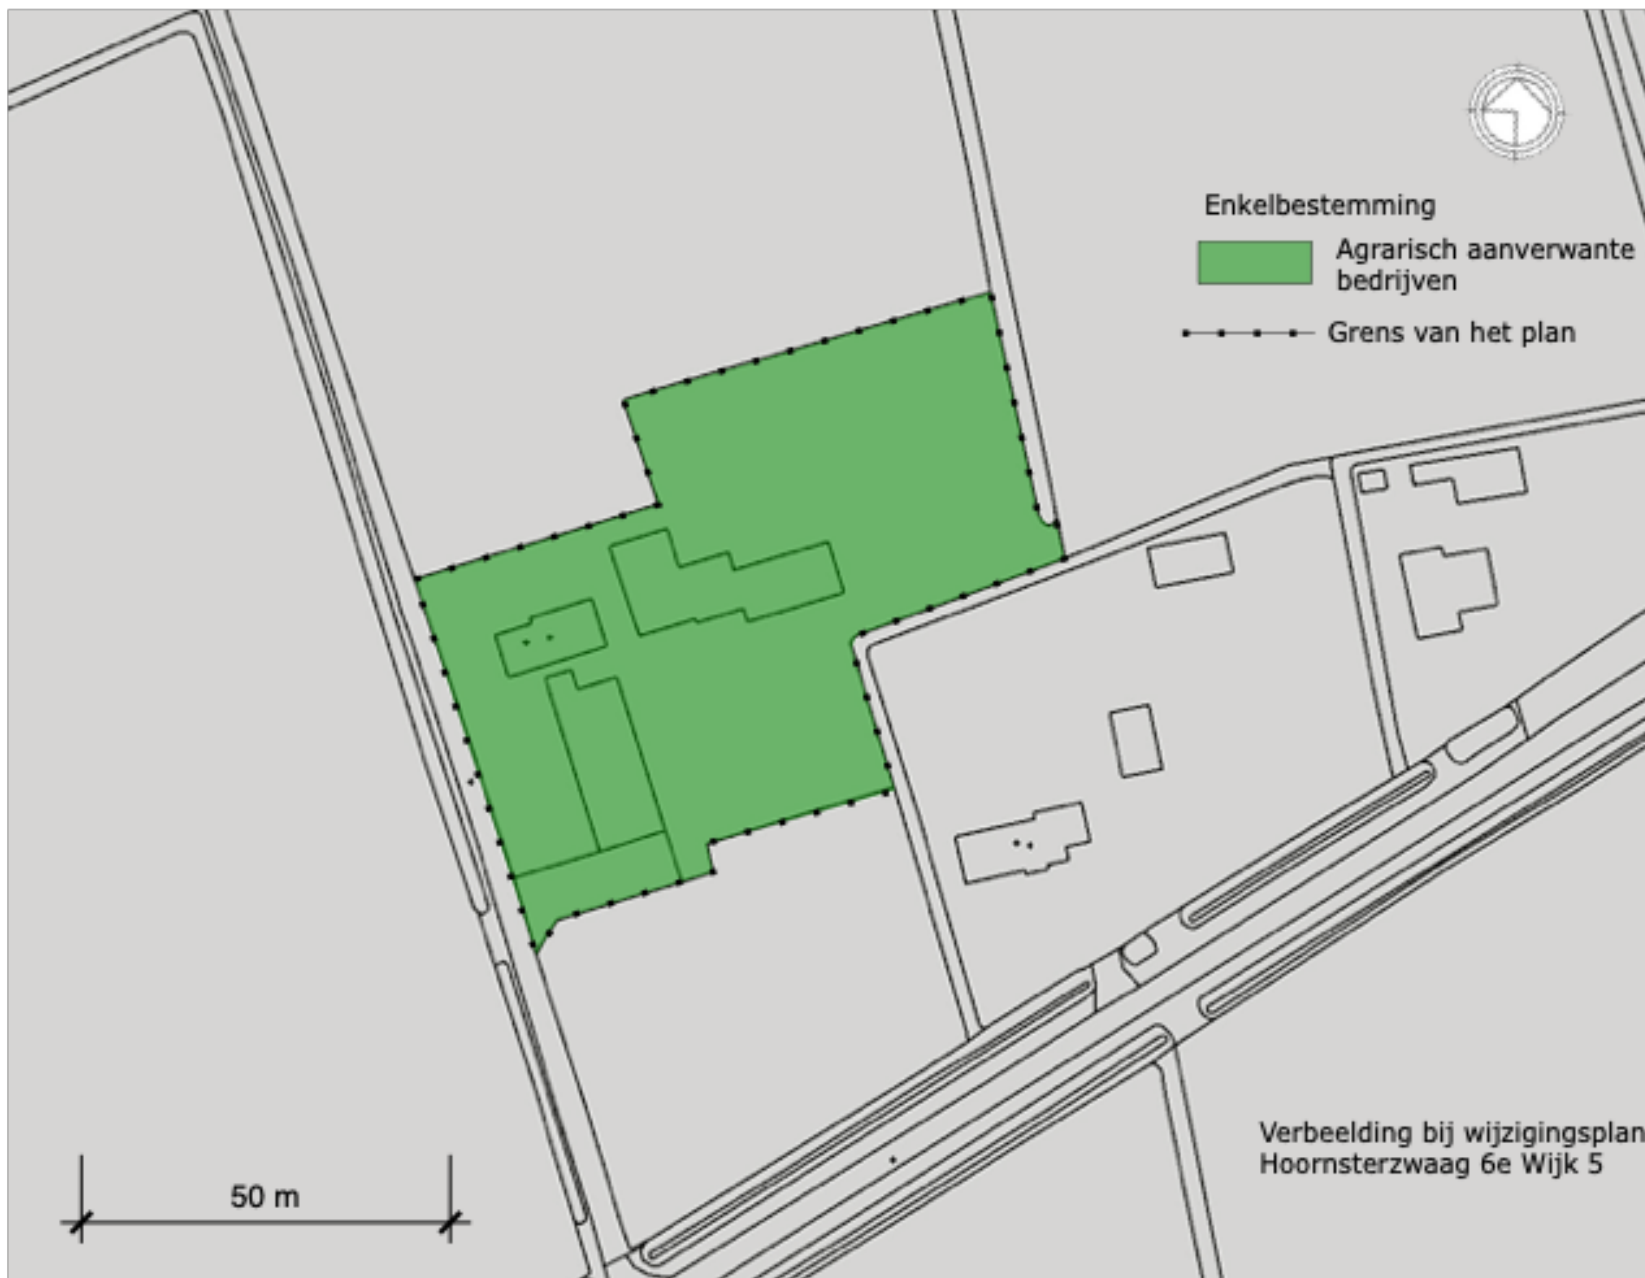 Enkelbestemming
Agrarisch aanverwante
bedrijven
Grens van het plan
Verbeelding bij wijzigingsplan
Hoornsterzwaag 6e Wijk 5
50 m